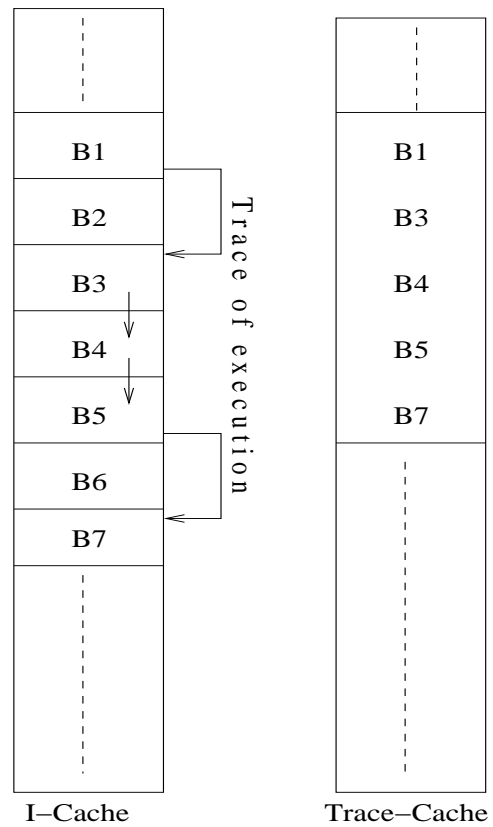 B1
B2
B3
B4
B5
B6
B7
Trace of execution
B1
B3
B4
B5
B7
I−Cache
Trace−Cache